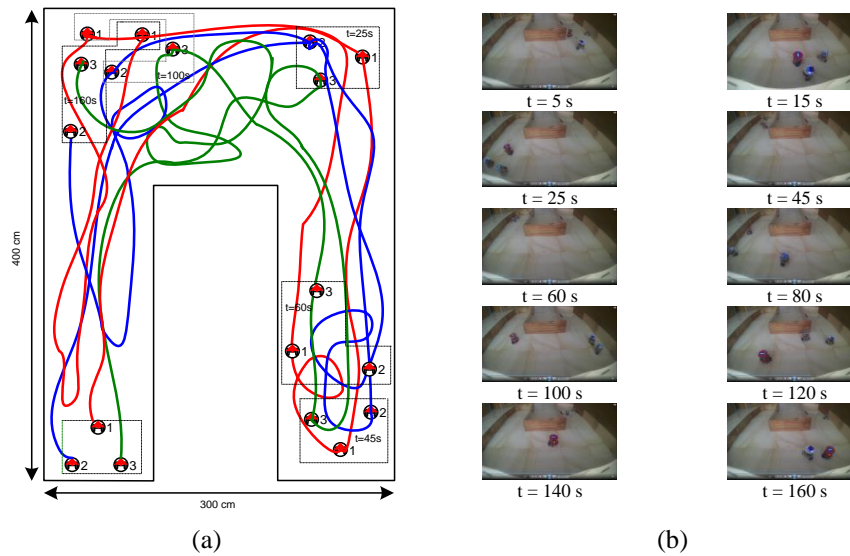 1
1
3
t=25s
2
1
3
2
t=100s
3
t=160s
2
400 cm
3
t=60s
1
2
2
3
t=45s
1
1
2
3
300 cm
(a)
t = 5 s
t = 15 s
t = 25 s
t = 45 s
t = 60 s
t = 80 s
t = 100 s
t = 120 s
t = 140 s
t = 160 s
(b)